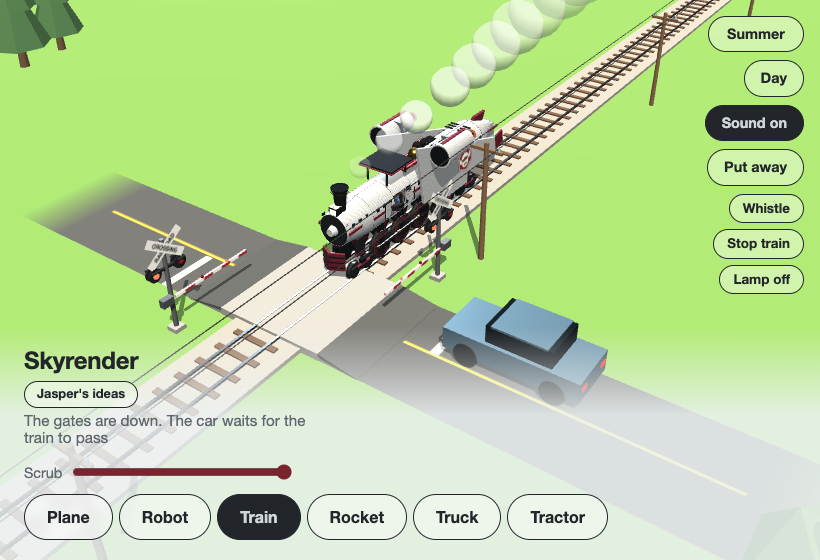 Summer
Day
Sound on
Put away
Whistle
Stop train
Lamp off
CROSSING
Skyrender
Jasper's ideas
The gates are down. The car waits for the
train to pass
Scrub
Plane
Robot
Train
Rocket
Truck
Tractor